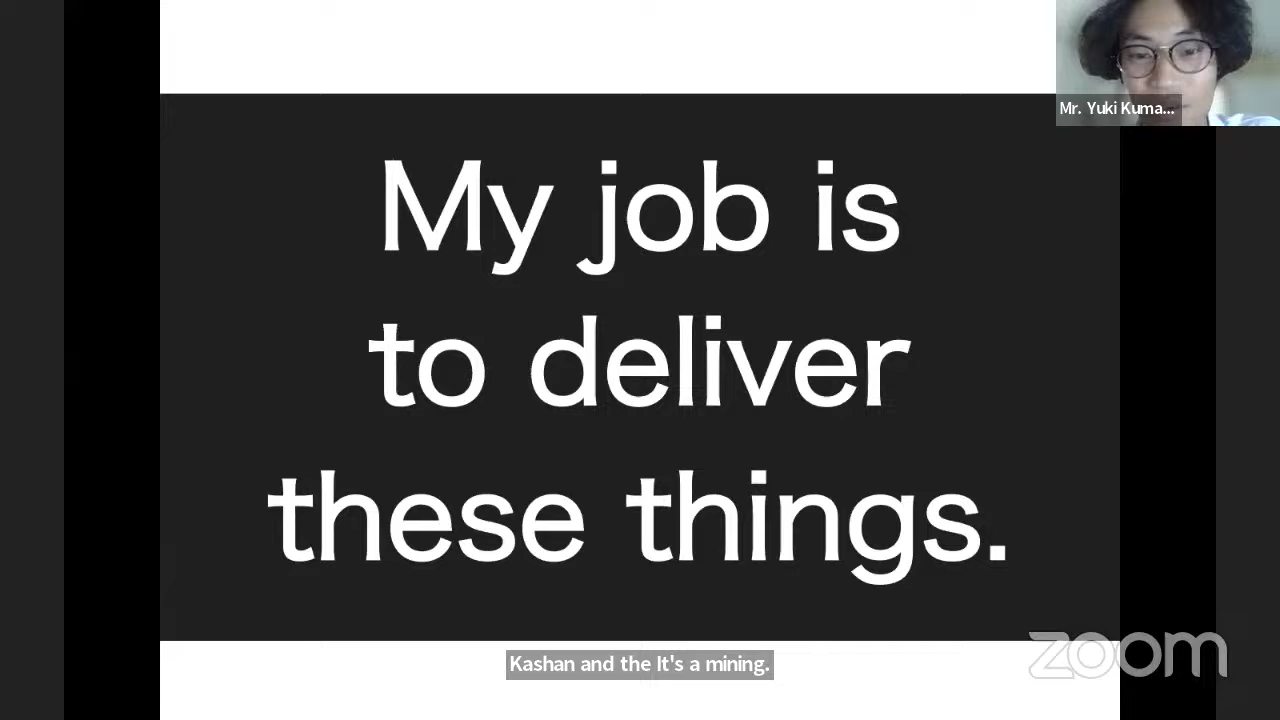 Mr. Yuki Kuma...
My job is
to deliver
these things.
Kashan and the It's a mining.
zoom